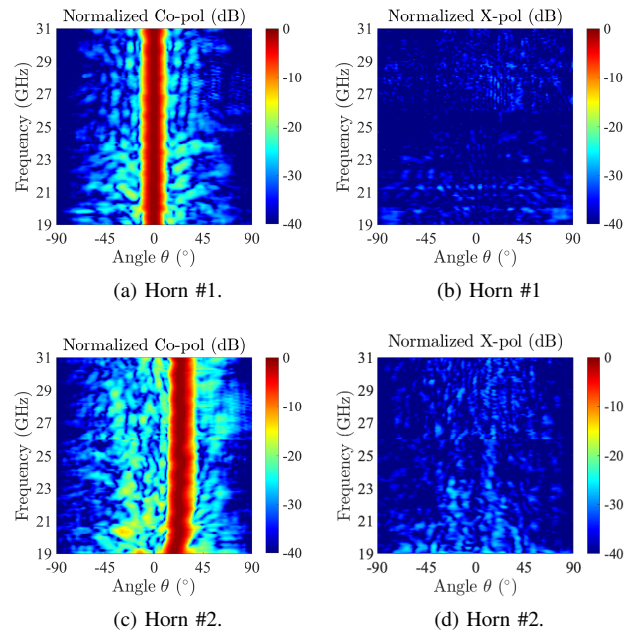 Normalized Co-pol (dB)
Frequency (GHz)
31
29
27
25
23
21
19
-90 -45 0 45 90
Angle θ (°)
0
-10
-20
-30
-40
(a) Horn #1.
Normalized X-pol (dB)
Frequency (GHz)
31
29
27
25
23
21
19
-90 -45 0 45 90
Angle θ (°)
0
-10
-20
-30
-40
(b) Horn #1
Normalized Co-pol (dB)
Frequency (GHz)
31
29
27
25
23
21
19
-90 -45 0 45 90
Angle θ (°)
0
-10
-20
-30
-40
(c) Horn #2.
Normalized X-pol (dB)
Frequency (GHz)
31
29
27
25
23
21
19
-90 -45 0 45 90
Angle θ (°)
0
-10
-20
-30
-40
(d) Horn #2.